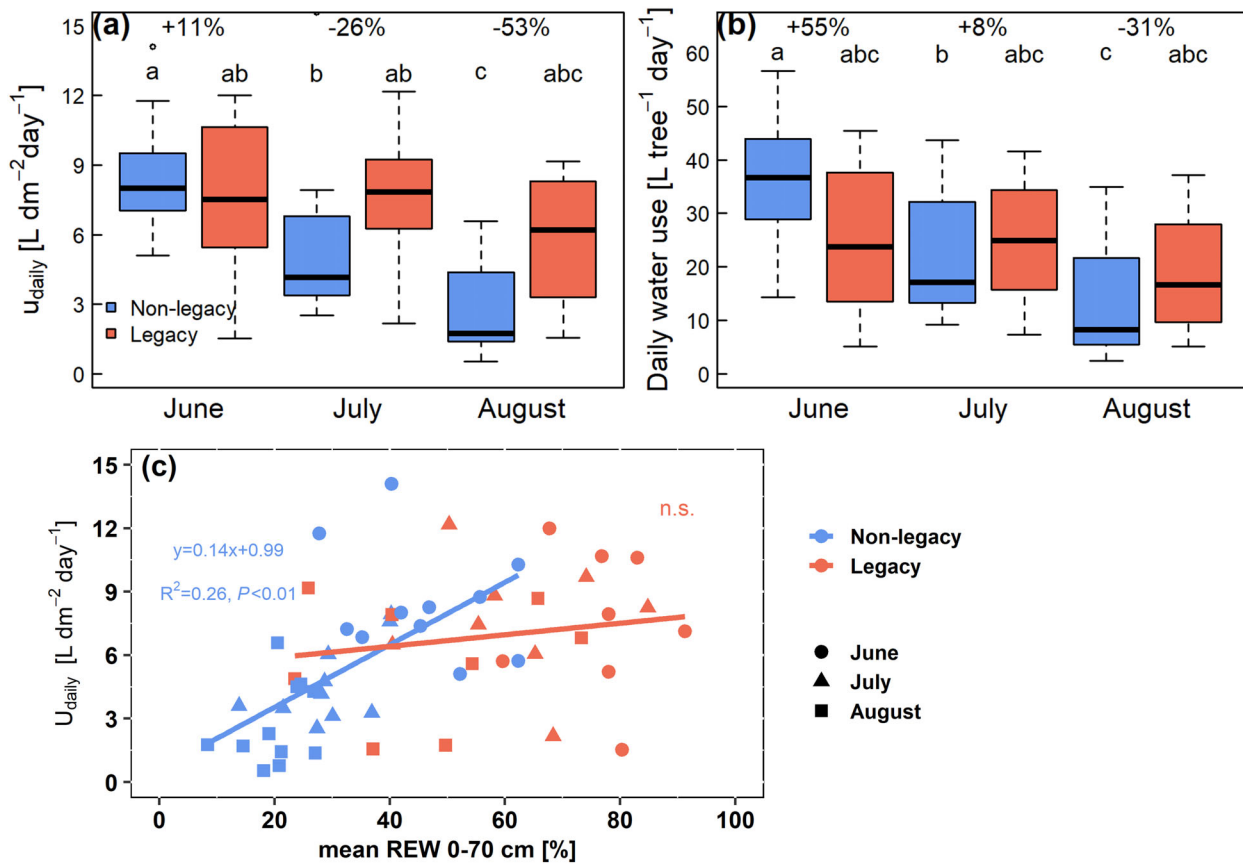 (a)
+11% -26% -53%
a ab b ab c abc
15
12
9
6
3
0
u_daily [L dm⁻²day⁻¹]
Non-legacy
Legacy
June July August
(b)
+55% +8% -31%
a abc b abc c abc
60
50
40
30
20
10
0
Daily water use [L tree⁻¹ day⁻¹]
June July August
(c)
15
12
9
6
3
0
U_daily [L dm⁻² day⁻¹]
y=0.14x+0.99
R²=0.26, P<0.01
n.s.
0 20 40 60 80 100
mean REW 0-70 cm [%]
Non-legacy
Legacy
June
July
August